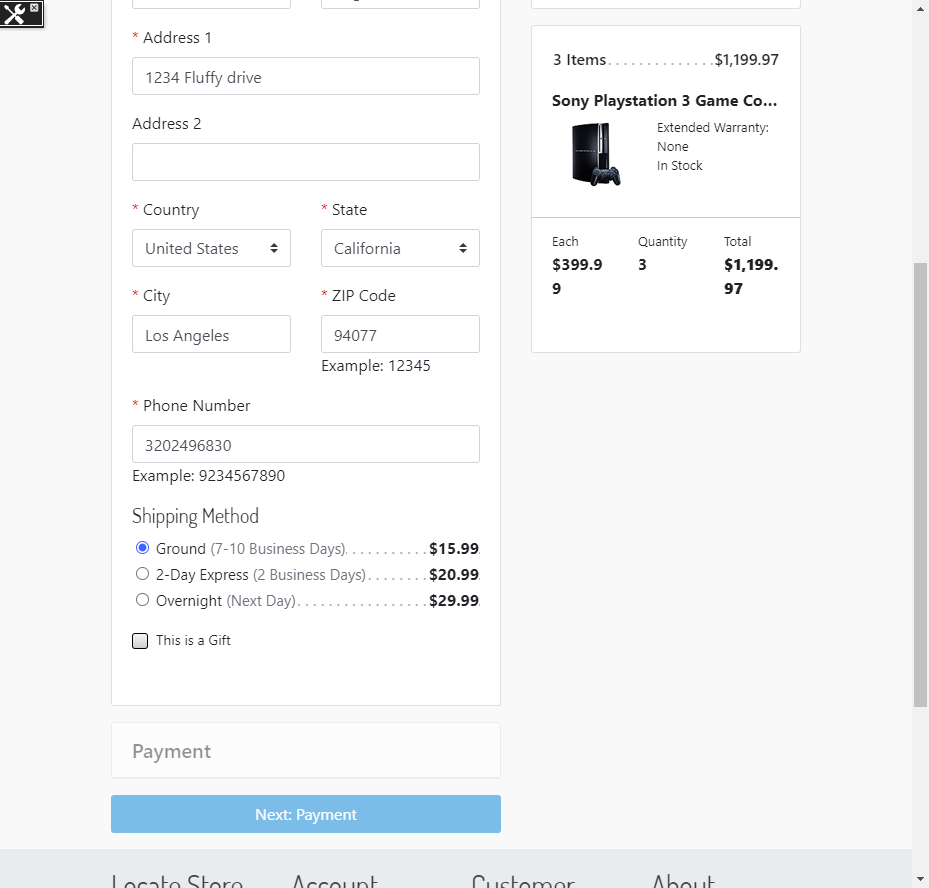 * Address 1
1234 Fluffy drive
Address 2
* Country
* State
United States
California
* City
* ZIP Code
Los Angeles
94077
Example: 12345
* Phone Number
3202496830
Example: 9234567890
Shipping Method
Ground (7-10 Business Days)..........$15.99
2-Day Express (2 Business Days).......$20.99
Overnight (Next Day).................$29.99
This is a Gift
Payment
Next: Payment
3 Items.............$1,199.97
Sony Playstation 3 Game Co...
Extended Warranty:
None
In Stock
Each
Quantity
Total
$399.9
9
3
$1,199.
97
Locate Store
Account
Customer
About